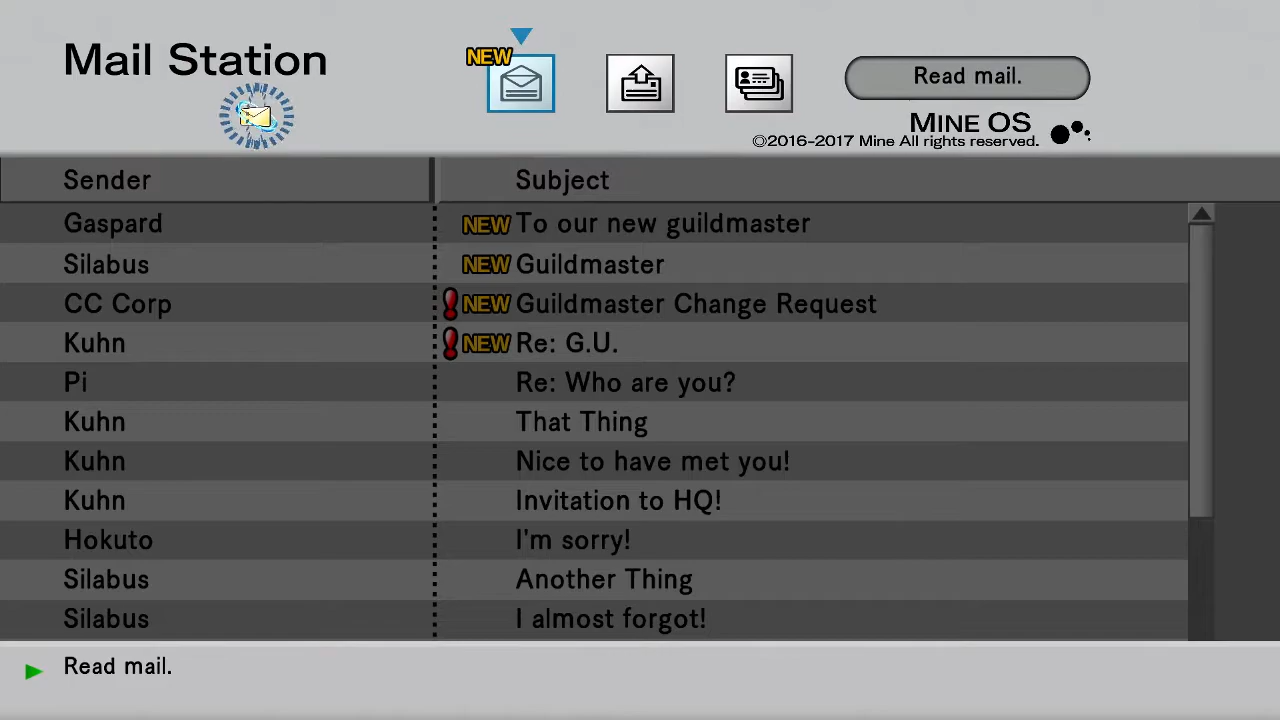 Mail Station
NEW
Read mail.
MINE OS
©2016-2017 Mine All rights reserved.
Sender Subject
Gaspard NEW To our new guildmaster
Silabus NEW Guildmaster
CC Corp NEW Guildmaster Change Request
Kuhn NEW Re: G.U.
Pi Re: Who are you?
Kuhn That Thing
Kuhn Nice to have met you!
Kuhn Invitation to HQ!
Hokuto I'm sorry!
Silabus Another Thing
Silabus I almost forgot!
Read mail.